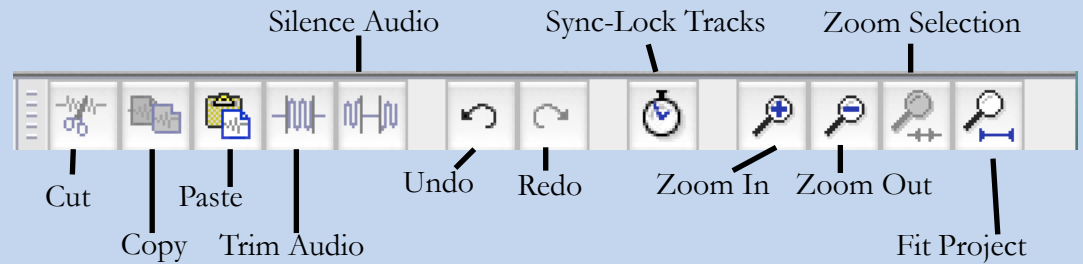 Silence Audio
Sync-Lock Tracks
Zoom Selection
Cut
Paste
Undo
Redo
Zoom In
Zoom Out
Copy
Trim Audio
Fit Project